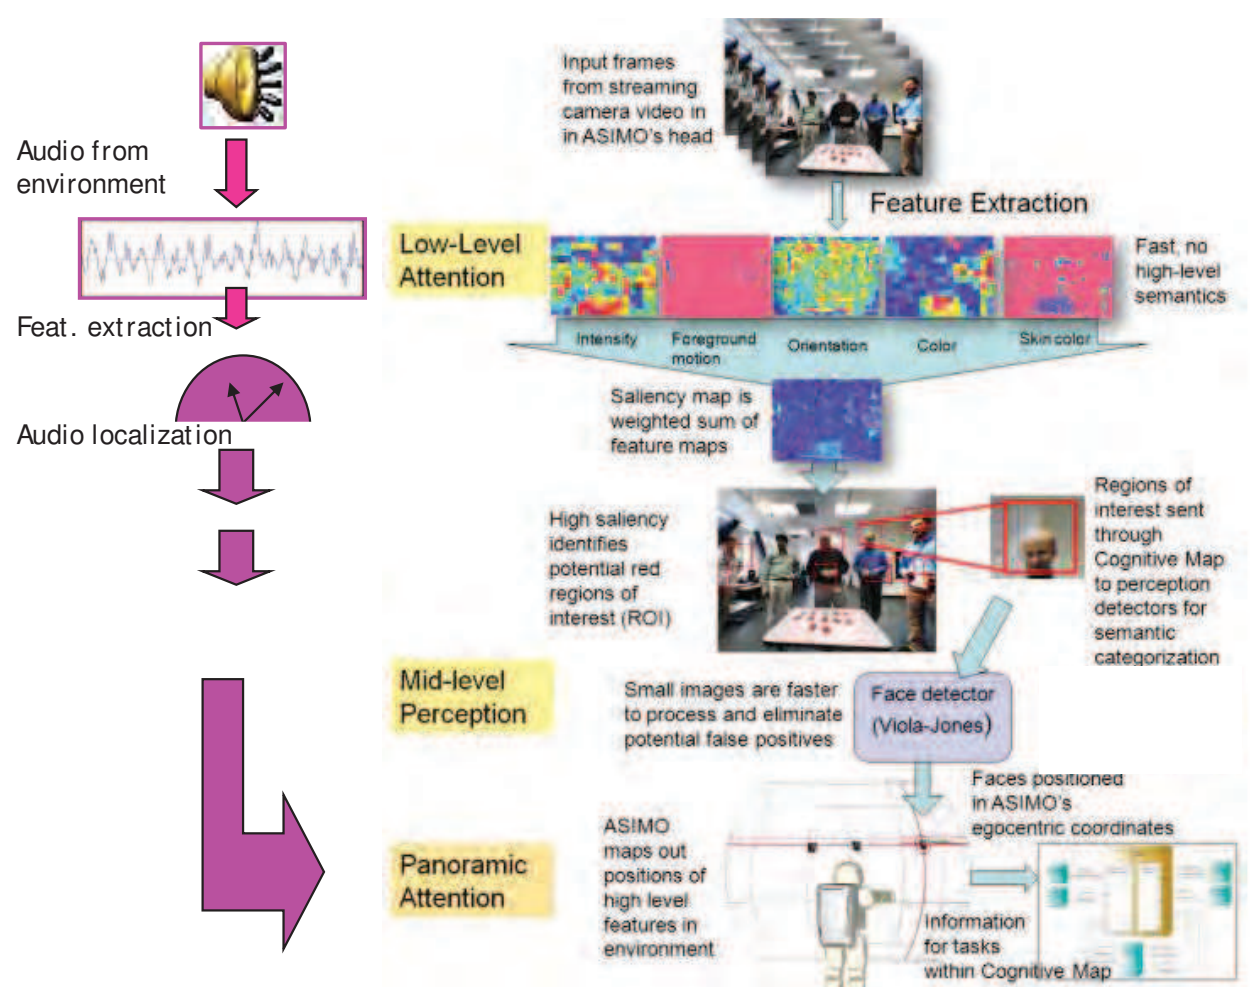 Audio from
environment
Feat. extraction
Audio localization
Input frames
from streaming
camera video in
in ASIMO's head
Feature Extraction
Low-Level
Attention
Fast, no
high-level
semantics
Intensity
Foreground
motion
Orientation
Color
Skin color
Saliency map is
weighted sum of
feature maps
High saliency
identifies
potential red
regions of
interest (ROI)
Regions of
interest sent
through
Cognitive Map
to perception
detectors for
semantic
categorization
Mid-level
Perception
Small images are faster
to process and eliminate
potential false positives
Face detector
(Viola-Jones)
Faces positioned
in ASIMO's
egocentric coordinates
Panoramic
Attention
ASIMO
maps out
positions of
high level
features in
environment
Information
for tasks
within Cognitive Map